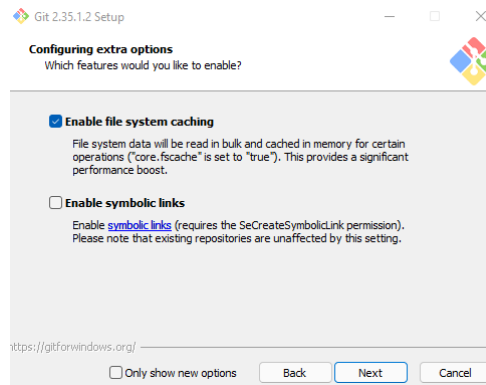 Git 2.35.1.2 Setup
Configuring extra options
Which features would you like to enable?
Enable file system caching
File system data will be read in bulk and cached in memory for certain
operations ("core.fscache" is set to "true"). This provides a significant
performance boost.
Enable symbolic links
Enable symbolic links (requires the SeCreateSymbolicLink permission).
Please note that existing repositories are unaffected by this setting.
https://gitforwindows.org/
Only show new options Back Next Cancel